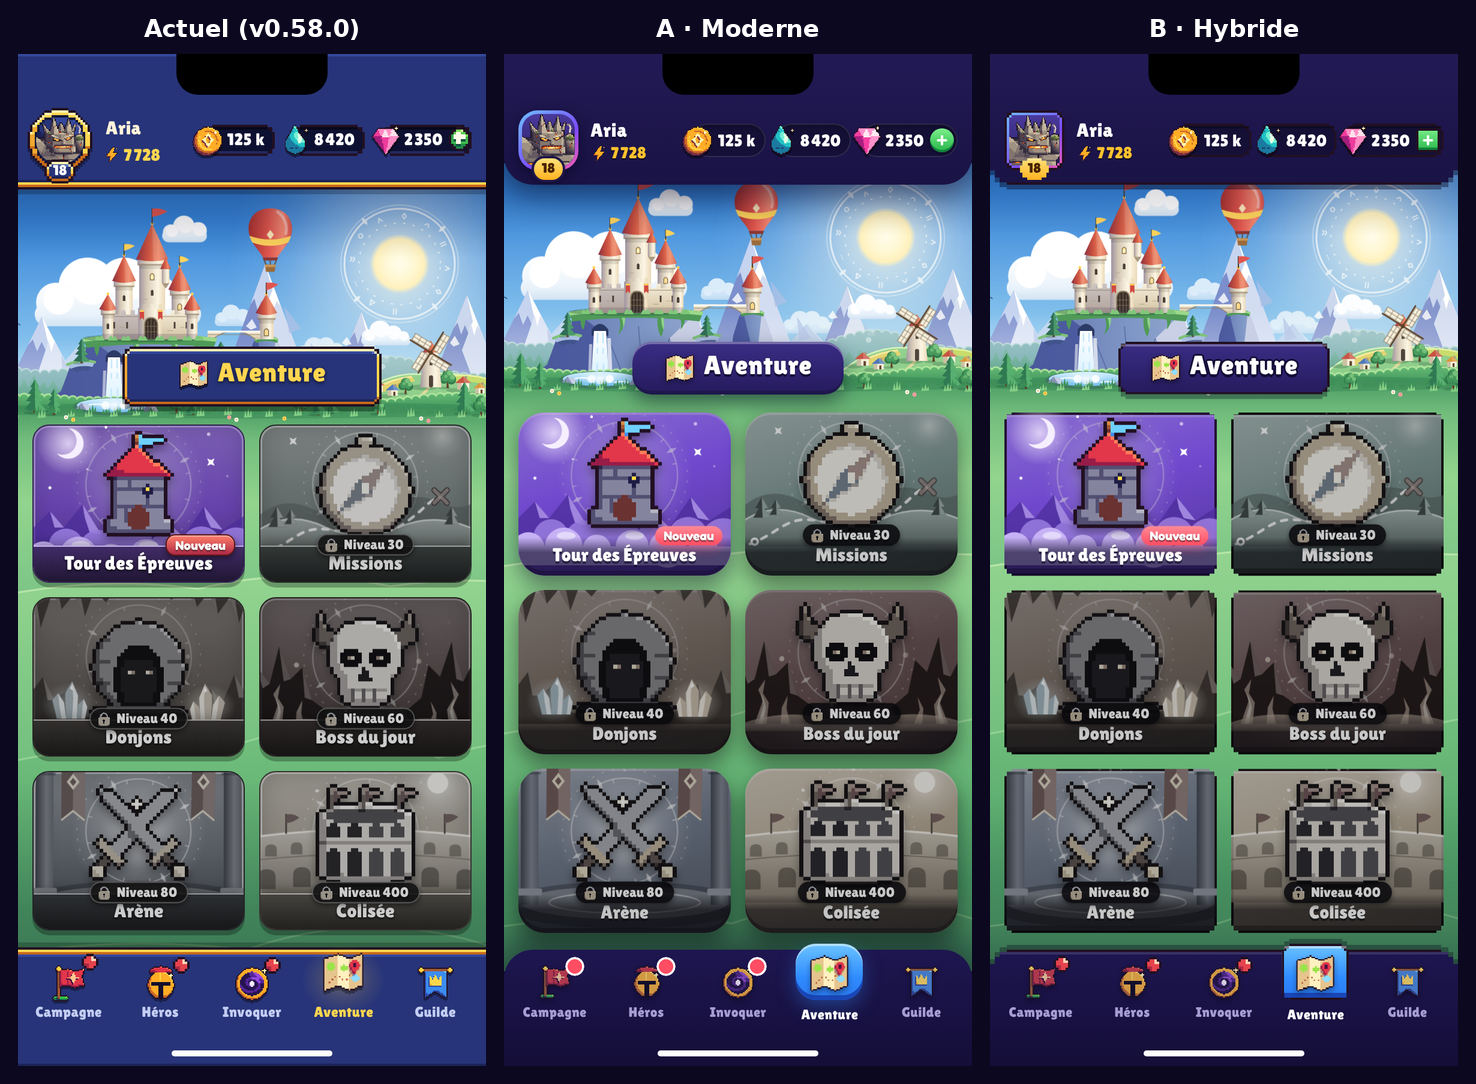 Actuel (v0.58.0)
Aria
7728
18
125 k
8420
2350
Aventure
Nouveau
Tour des Épreuves
Niveau 30
Missions
Niveau 40
Donjons
Niveau 60
Boss du jour
Niveau 80
Arène
Niveau 400
Colisée
Campagne
Héros
Invoquer
Aventure
Guilde
A · Moderne
Aria
7728
18
125 k
8420
2350
Aventure
Nouveau
Tour des Épreuves
Niveau 30
Missions
Niveau 40
Donjons
Niveau 60
Boss du jour
Niveau 80
Arène
Niveau 400
Colisée
Campagne
Héros
Invoquer
Aventure
Guilde
B · Hybride
Aria
7728
18
125 k
8420
2350
Aventure
Nouveau
Tour des Épreuves
Niveau 30
Missions
Niveau 40
Donjons
Niveau 60
Boss du jour
Niveau 80
Arène
Niveau 400
Colisée
Campagne
Héros
Invoquer
Aventure
Guilde